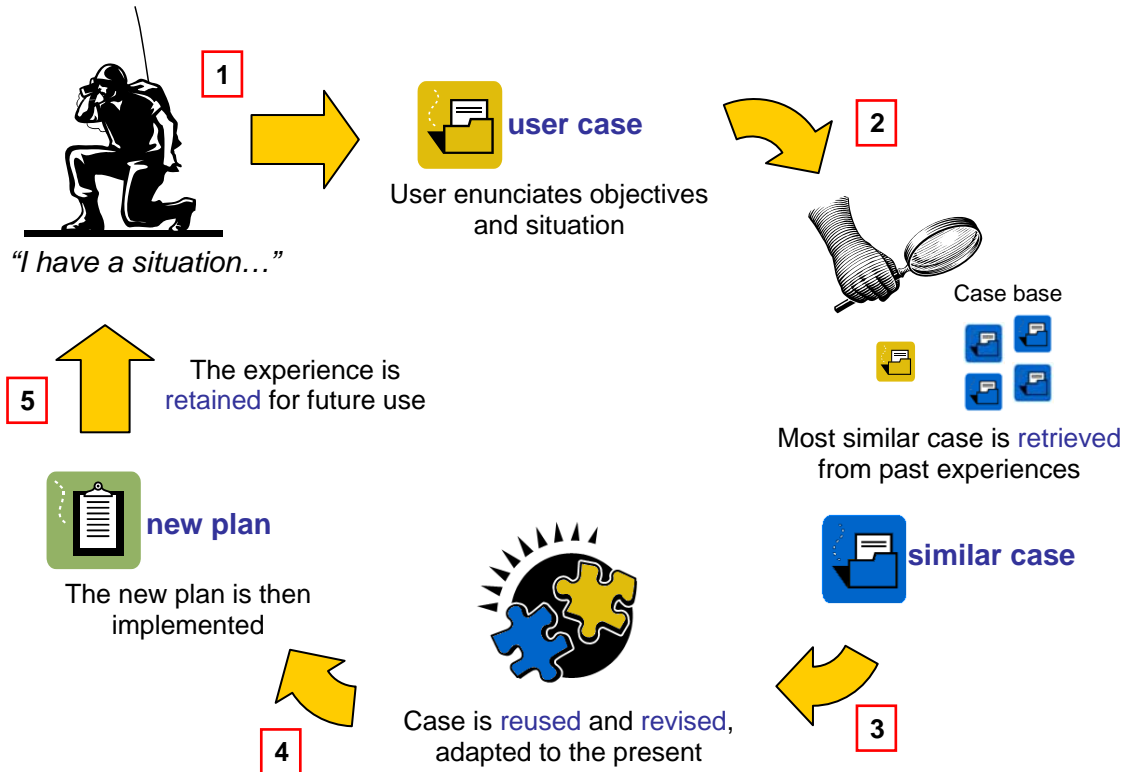 1
“I have a situation…”
user case
User enunciates objectives
and situation
2
Case base
Most similar case is retrieved
from past experiences
similar case
3
Case is reused and revised,
adapted to the present
4
new plan
The new plan is then
implemented
5
The experience is
retained for future use